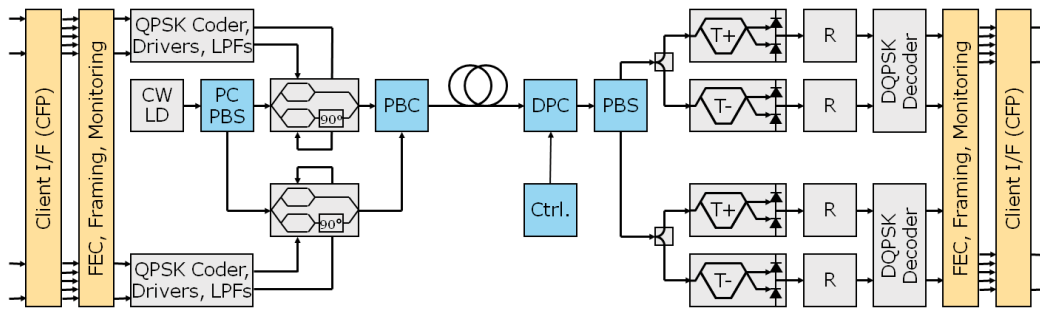 Client I/F (CFP)
FEC, Framing, Monitoring
QPSK Coder,
Drivers, LPFs
CW
LD
PC
PBS
90°
90°
QPSK Coder,
Drivers, LPFs
PBC
DPC
Ctrl.
PBS
T+
R
T-
R
DQPSK
Decoder
T+
R
T-
R
DQPSK
Decoder
FEC, Framing, Monitoring
Client I/F (CFP)